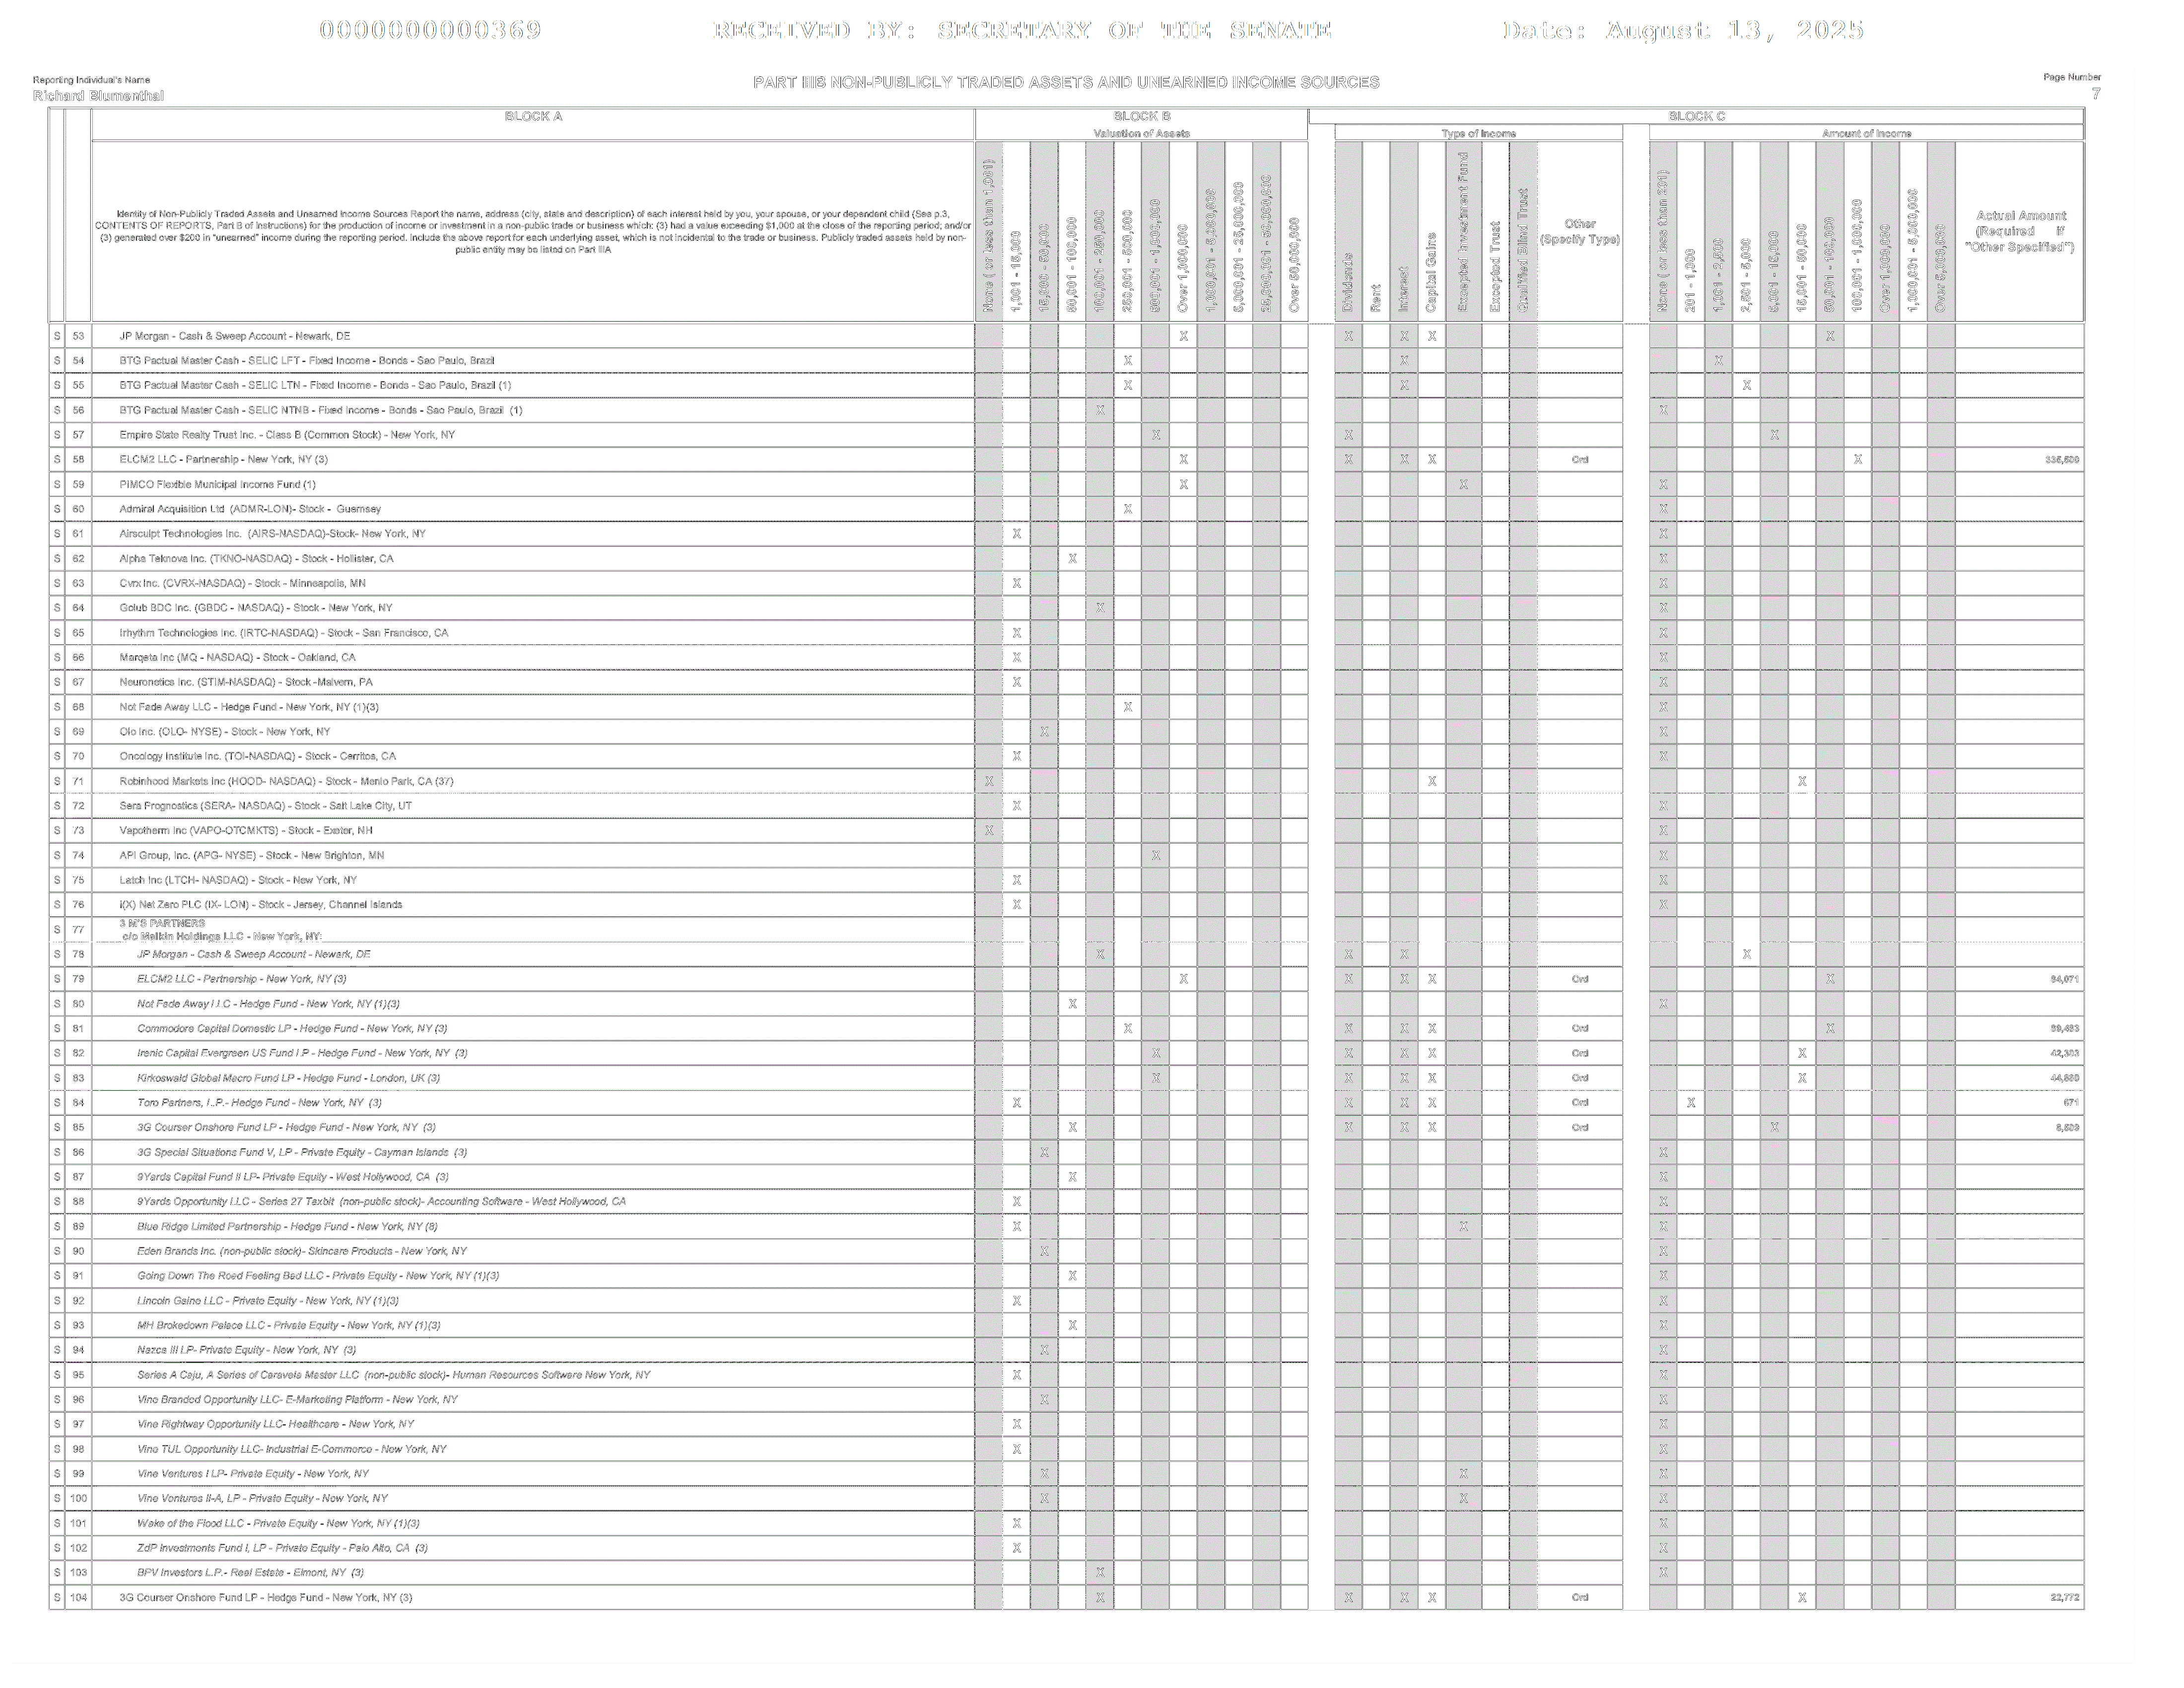 0000000000369 RECEIVED BY: SECRETARY OF THE SENATE Date: August 13, 2025
Reporting Individual's Name
Richard Blumenthal
PART IIIB NON-PUBLICLY TRADED ASSETS AND UNEARNED INCOME SOURCES
Page Number
7
BLOCK A BLOCK B BLOCK C
Valuation of Assets Type of Income Amount of Income
Identity of Non-Publicly Traded Assets and Unearned Income Sources Report the name, address (city, state and description) of each interest held by you, your spouse, or your dependent child (See p.3,
CONTENTS OF REPORTS, Part B of Instructions) for the production of income or investment in a non-public trade or business which: (3) had a value exceeding $1,000 at the close of the reporting period; and/or
(3) generated over $200 in "unearned" income during the reporting period. Include the above report for each underlying asset, which is not incidental to the trade or business. Publicly traded assets held by non-
public entity may be listed on Part IIIA
None ( or less than 1,001)
1,001 - 15,000
15,000 - 50,000
50,001 - 100,000
100,001 - 250,000
250,001 - 500,000
500,001 - 1,000,000
Over 1,000,000
1,000,001 - 5,000,000
5,000,001 - 25,000,000
25,000,001 - 50,000,000
Over 50,000,000
Dividends
Rent
Interest
Capital Gains
Excepted Investment Fund
Excepted Trust
Qualified Blind Trust
Other
(Specify Type)
None ( or less than 201)
201 - 1,000
1,001 - 2,500
2,501 - 5,00
5,001 - 15,000
15,001 - 50,000
50,001 - 100,000
100,001 - 1,000,000
Over 1,000,000
1,000,001 - 5,000,000
Over 5,000,000
Actual Amount
(Required if
"Other Specified")
S 53 JP Morgan - Cash & Sweep Account - Newark, DE X X X X X
S 54 BTG Pactual Master Cash - SELIC LFT - Fixed Income - Bonds - Sao Paulo, Brazil X X X
S 55 BTG Pactual Master Cash - SELIC LTN - Fixed Income - Bonds - Sao Paulo, Brazil (1) X X X
S 56 BTG Pactual Master Cash - SELIC NTNB - Fixed Income - Bonds - Sao Paulo, Brazil (1) X X
S 57 Empire State Realty Trust Inc. - Class B (Common Stock) - New York, NY X X X
S 58 ELCM2 LLC - Partnership - New York, NY (3) X X X X Ord X
S 59 PIMCO Flexible Municipal Income Fund (1) X X X
S 60 Admiral Acquisition Ltd (ADMR-LON)- Stock - Guernsey X X
S 61 Airsculpt Technologies Inc. (AIRS-NASDAQ)-Stock- New York, NY X X
S 62 Alpha Teknova Inc. (TKNO-NASDAQ) - Stock - Hollister, CA X X
S 63 Cvrx Inc. (CVRX-NASDAQ) - Stock - Minneapolis, MN X X
S 64 Golub BDC Inc. (GBDC - NASDAQ) - Stock - New York, NY X X
S 65 Irhythm Technologies Inc. (IRTC-NASDAQ) - Stock - San Francisco, CA X X
S 66 Marqeta Inc (MQ - NASDAQ) - Stock - Oakland, CA X X
S 67 Neuronetics Inc. (STIM-NASDAQ) - Stock -Malvern, PA X X
S 68 Not Fade Away LLC - Hedge Fund - New York, NY (1)(3) X X
S 69 Olo Inc. (OLO- NYSE) - Stock - New York, NY X X
S 70 Oncology Institute Inc. (TOI-NASDAQ) - Stock - Cerritos, CA X X
S 71 Robinhood Markets Inc (HOOD- NASDAQ) - Stock - Menlo Park, CA (37) X X X
S 72 Sera Prognostics (SERA- NASDAQ) - Stock - Salt Lake City, UT X X
S 73 Vapotherm Inc (VAPO-OTCMKTS) - Stock - Exeter, NH X X
S 74 API Group, Inc. (APG- NYSE) - Stock - New Brighton, MN X X
S 75 Latch Inc (LTCH- NASDAQ) - Stock - New York, NY X X
S 76 i(X) Net Zero PLC (IX- LON) - Stock - Jersey, Channel Islands X X
S 77 3 M'S PARTNERS
c/o Malkin Holdings LLC - New York, NY:
S 78 JP Morgan - Cash & Sweep Account - Newark, DE X X X X
S 79 ELCM2 LLC - Partnership - New York, NY (3) X X X X Ord X
S 80 Not Fade Away LLC - Hedge Fund - New York, NY (1)(3) X X
S 81 Commodore Capital Domestic LP - Hedge Fund - New York, NY (3) X X X X Ord X
S 82 Irenic Capital Evergreen US Fund LP - Hedge Fund - New York, NY (3) X X X X Ord X 42,303
S 83 Kirkoswald Global Macro Fund LP - Hedge Fund - London, UK (3) X X X X Ord X
S 84 Toro Partners, L.P.- Hedge Fund - New York, NY (3) X X X X Ord X 671
S 85 3G Courser Onshore Fund LP - Hedge Fund - New York, NY (3) X X X X Ord X
S 86 3G Special Situations Fund V, LP - Private Equity - Cayman Islands (3) X X
S 87 9Yards Capital Fund II LP- Private Equity - West Hollywood, CA (3) X X
S 88 9Yards Opportunity LLC - Series 27 Taxbit (non-public stock)- Accounting Software - West Hollywood, CA X X
S 89 Blue Ridge Limited Partnership - Hedge Fund - New York, NY (8) X X X
S 90 Eden Brands Inc. (non-public stock)- Skincare Products - New York, NY X X
S 91 Going Down The Road Feeling Bad LLC - Private Equity - New York, NY (1)(3) X X
S 92 Lincoln Gaine LLC - Private Equity - New York, NY (1)(3) X X
S 93 MH Brokedown Palace LLC - Private Equity - New York, NY (1)(3) X X
S 94 Nazca III LP- Private Equity - New York, NY (3) X X
S 95 Series A Caju, A Series of Caravela Master LLC (non-public stock)- Human Resources Software New York, NY X X
S 96 Vine Branded Opportunity LLC- E-Marketing Platform - New York, NY X X
S 97 Vine Rightway Opportunity LLC- Healthcare - New York, NY X X
S 98 Vine TUL Opportunity LLC- Industrial E-Commerce - New York, NY X X
S 99 Vine Ventures I LP- Private Equity - New York, NY X X X
S 100 Vine Ventures II-A, LP - Private Equity - New York, NY X X X
S 101 Wake of the Flood LLC - Private Equity - New York, NY (1)(3) X X
S 102 ZdP Investments Fund I, LP - Private Equity - Palo Alto, CA (3) X X
S 103 BPV Investors L.P.- Real Estate - Elmont, NY (3) X X
S 104 3G Courser Onshore Fund LP - Hedge Fund - New York, NY (3) X X X X Ord X 22,772